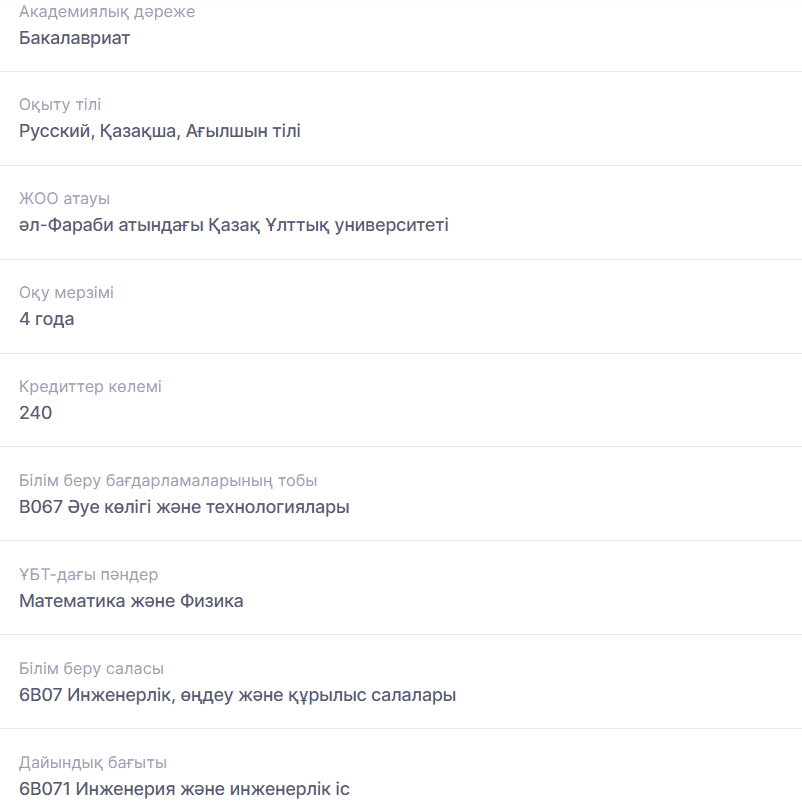 Академиялық дәреже
Бакалавриат
Оқыту тілі
Русский, Қазақша, Ағылшын тілі
ЖОО атауы
әл-Фараби атындағы Қазақ Ұлттық университеті
Оқу мерзімі
4 года
Кредиттер көлемі
240
Білім беру бағдарламаларының тобы
B067 Әуе көлігі және технологиялары
ҰБТ-дағы пәндер
Математика және Физика
Білім беру саласы
6B07 Инженерлік, өңдеу және құрылыс салалары
Дайындық бағыты
6B071 Инженерия және инженерлік іс